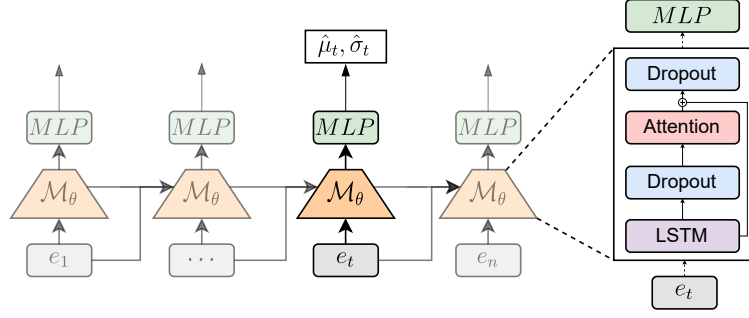 μ̂_t, σ̂_t
MLP MLP MLP MLP
M_θ M_θ M_θ M_θ
e_1 ⋯ e_t e_n
MLP
Dropout
Attention
Dropout
LSTM
e_t